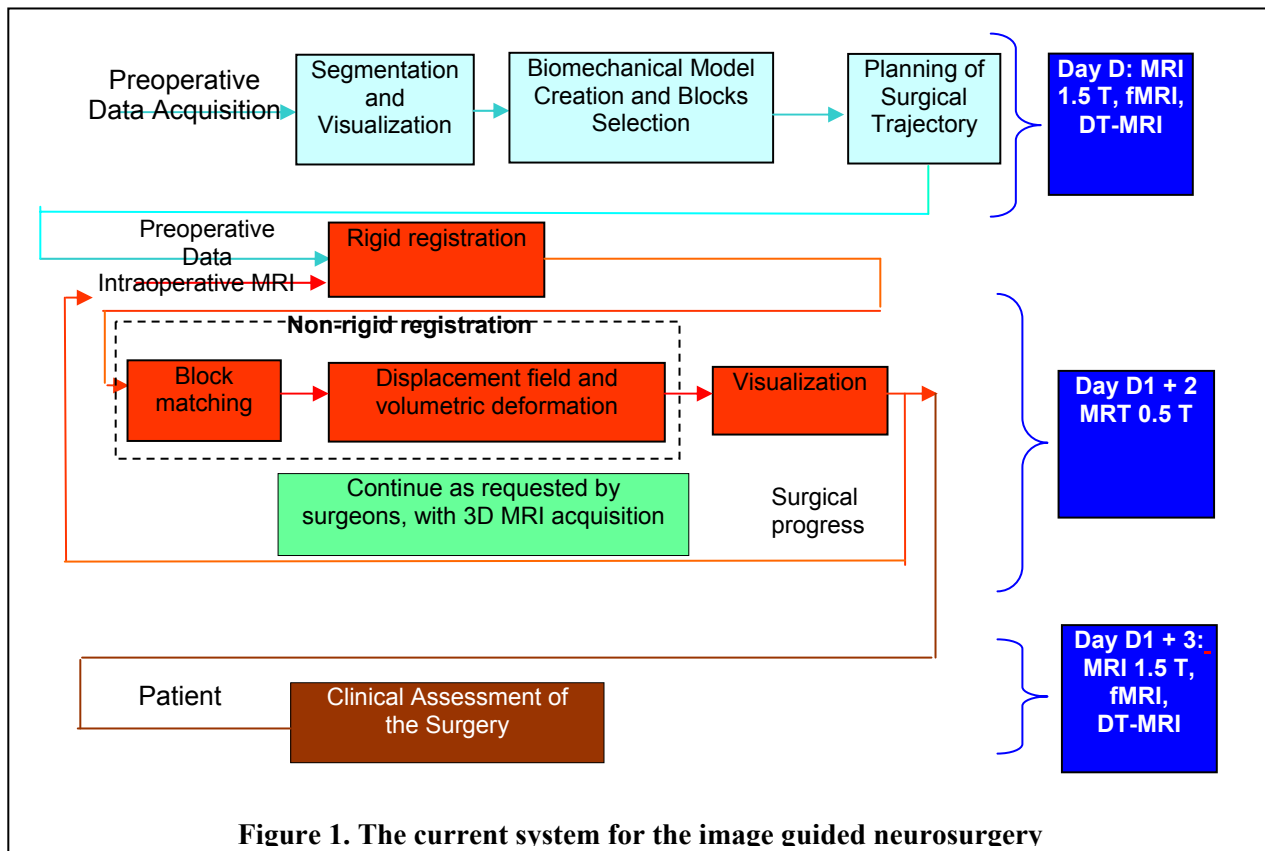 Preoperative
Data Acquisition
Segmentation
and
Visualization
Biomechanical Model
Creation and Blocks
Selection
Planning of
Surgical
Trajectory
Day D: MRI
1.5 T, fMRI,
DT-MRI
Preoperative
Data
Intraoperative MRI
Rigid registration
Non-rigid registration
Block
matching
Displacement field and
volumetric deformation
Visualization
Day D1 + 2
MRT 0.5 T
Continue as requested by
surgeons, with 3D MRI acquisition
Surgical
progress
Patient
Clinical Assessment of
the Surgery
Day D1 + 3:
MRI 1.5 T,
fMRI,
DT-MRI
Figure 1. The current system for the image guided neurosurgery